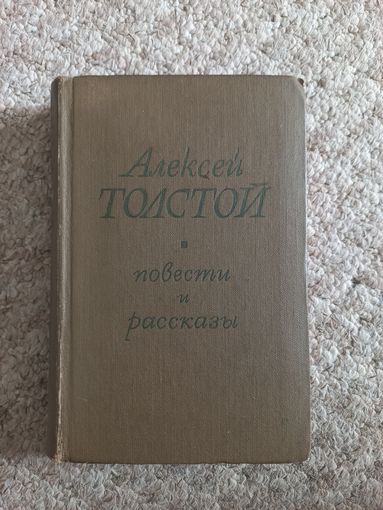 Алексей
ТОЛСТОЙ
повести
и
рассказы